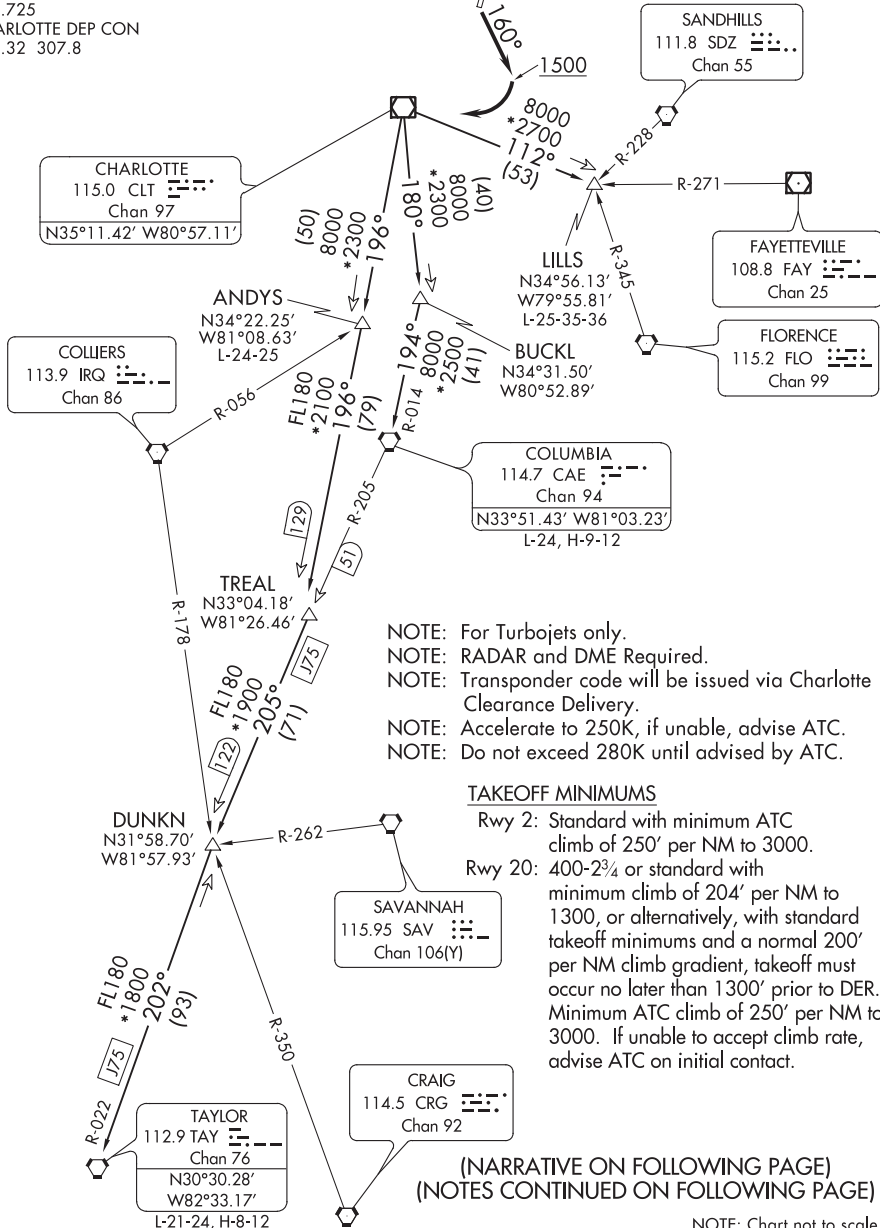 .725
ARLOTTE DEP CON
.32 307.8
160°
1500
SANDHILLS
111.8 SDZ
Chan 55
8000
*2700
112°
(53)
R-228
CHARLOTTE
115.0 CLT
Chan 97
N35°11.42' W80°57.11'
R-271
(50)
8000
*2300
196°
(40)
8000
*2300
180°
LILLS
N34°56.13'
W79°55.81'
L-25-35-36
R-345
FAYETTEVILLE
108.8 FAY
Chan 25
ANDYS
N34°22.25'
W81°08.63'
L-24-25
BUCKL
N34°31.50'
W80°52.89'
FLORENCE
115.2 FLO
Chan 99
COLLIERS
113.9 IRQ
Chan 86
R-056
FL180
*2100
196°
(79)
194°
8000
*2500
(41)
R-014
COLUMBIA
114.7 CAE
Chan 94
N33°51.43' W81°03.23'
L-24, H-9-12
R-205
129
51
TREAL
N33°04.18'
W81°26.46'
R-178
J75
FL180
*1900
205°
(71)
122
NOTE: For Turbojets only.
NOTE: RADAR and DME Required.
NOTE: Transponder code will be issued via Charlotte
Clearance Delivery.
NOTE: Accelerate to 250K, if unable, advise ATC.
NOTE: Do not exceed 280K until advised by ATC.
TAKEOFF MINIMUMS
Rwy 2: Standard with minimum ATC
climb of 250' per NM to 3000.
Rwy 20: 400-2¾ or standard with
minimum climb of 204' per NM to
1300, or alternatively, with standard
takeoff minimums and a normal 200'
per NM climb gradient, takeoff must
occur no later than 1300' prior to DER.
Minimum ATC climb of 250' per NM to
3000. If unable to accept climb rate,
advise ATC on initial contact.
DUNKN
N31°58.70'
W81°57.93'
R-262
SAVANNAH
115.95 SAV
Chan 106(Y)
FL180
*1800
202°
(93)
R-350
J75
R-022
CRAIG
114.5 CRG
Chan 92
TAYLOR
112.9 TAY
Chan 76
N30°30.28'
W82°33.17'
L-21-24, H-8-12
(NARRATIVE ON FOLLOWING PAGE)
(NOTES CONTINUED ON FOLLOWING PAGE)
NOTE: Chart not to scale